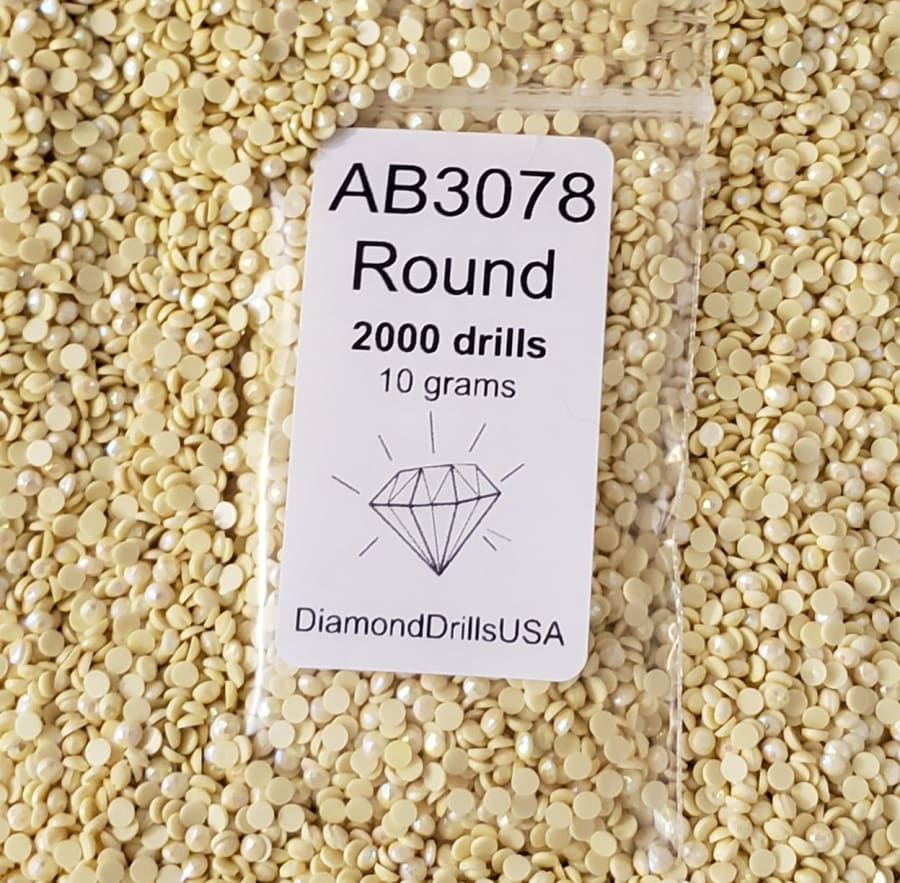 AB3078
Round
2000 drills
10 grams
DiamondDrillsUSA